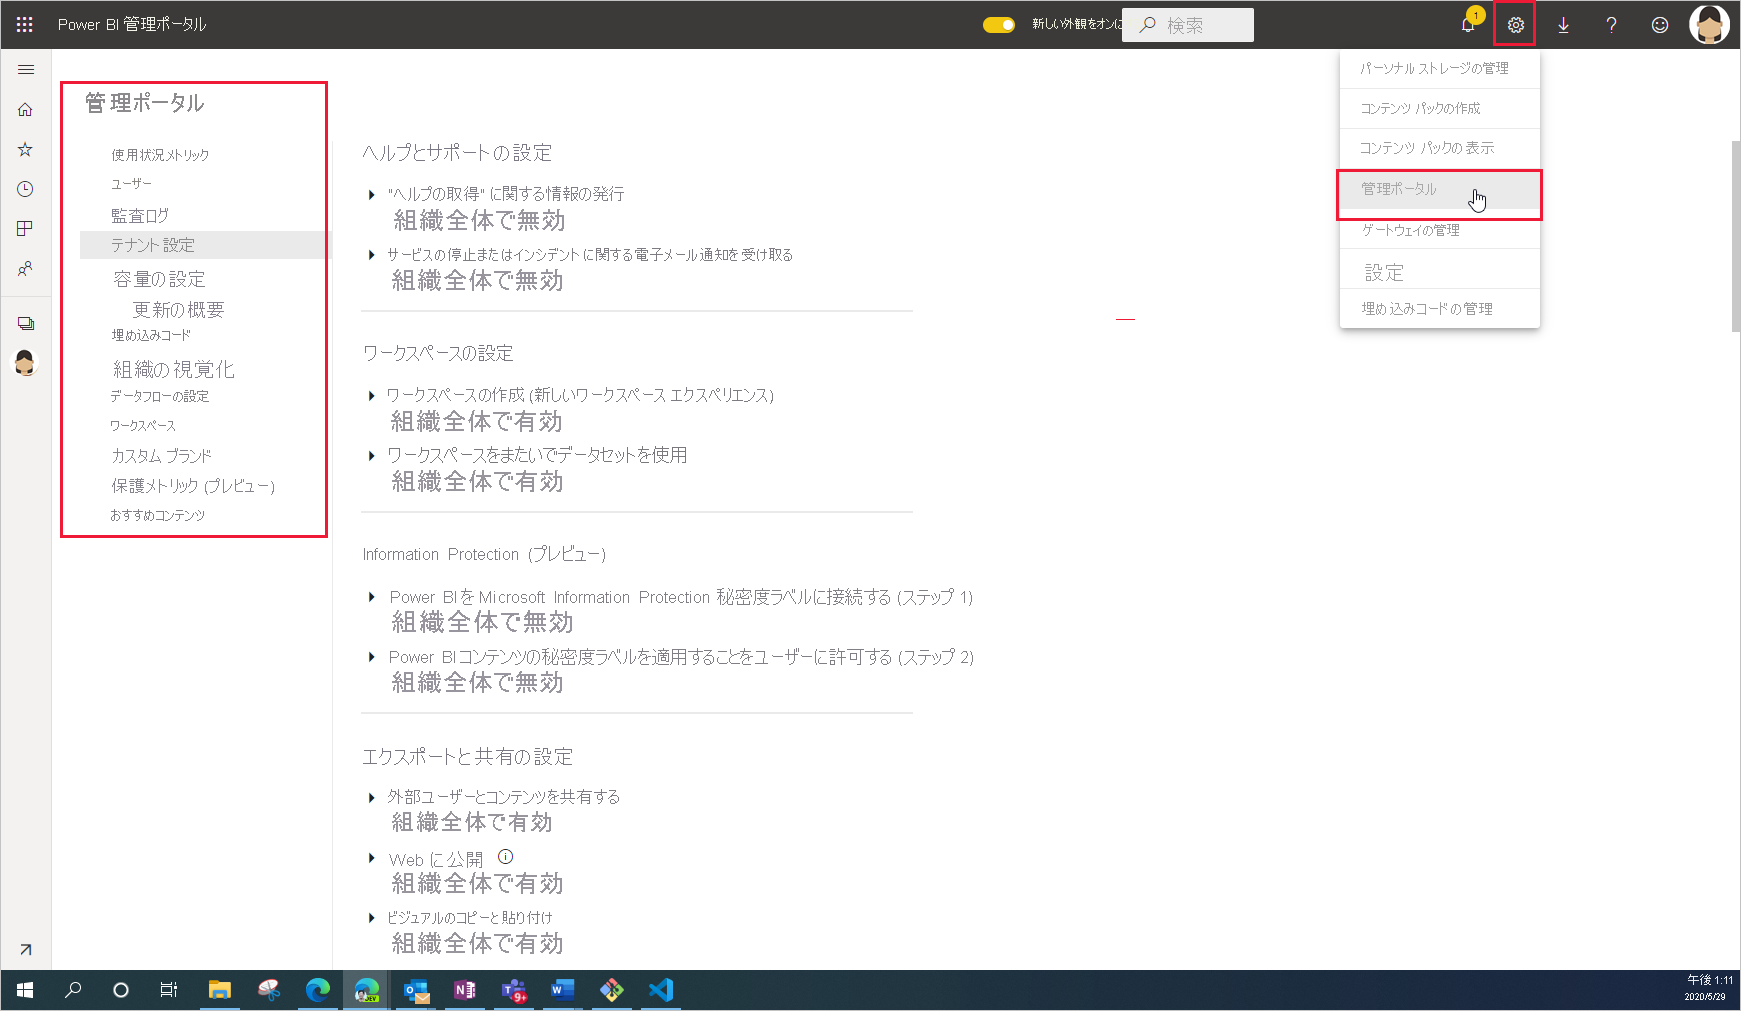 Power BI 管理ポータル
新しい外観をオンに
検索
1
管理ポータル
使用状況メトリック
ユーザー
監査ログ
テナント設定
容量の設定
更新の概要
埋め込みコード
組織の視覚化
データフローの設定
ワークスペース
カスタム ブランド
保護メトリック (プレビュー)
おすすめコンテンツ
ヘルプとサポートの設定
"ヘルプの取得" に関する情報の発行
組織全体で無効
サービスの停止またはインシデントに関する電子メール通知を受け取る
組織全体で無効
ワークスペースの設定
ワークスペースの作成 (新しいワークスペース エクスペリエンス)
組織全体で有効
ワークスペースをまたいでデータセットを使用
組織全体で有効
Information Protection (プレビュー)
Power BIを Microsoft Information Protection 秘密度ラベルに接続する (ステップ 1)
組織全体で無効
Power BIコンテンツの秘密度ラベルを適用することをユーザーに許可する (ステップ 2)
組織全体で無効
エクスポートと共有の設定
外部ユーザーとコンテンツを共有する
組織全体で有効
Web に公開
組織全体で有効
ビジュアルのコピーと貼り付け
組織全体で有効
パーソナル ストレージの管理
コンテンツ パックの作成
コンテンツ パックの表示
管理ポータル
ゲートウェイの管理
設定
埋め込みコードの管理
DEV
9+
午後 1:11
2020/5/29